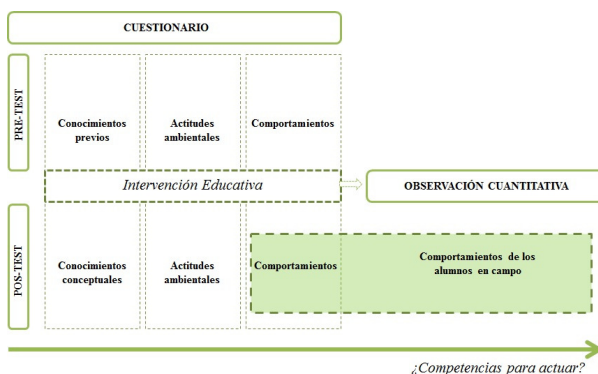 CUESTIONARIO
PRE-TEST
Conocimientos
previos
Actitudes
ambientales
Comportamientos
Intervención Educativa
OBSERVACIÓN CUANTITATIVA
POS-TEST
Conocimientos
conceptuales
Actitudes
ambientales
Comportamientos
Comportamientos de los
alumnos en campo
¿Competencias para actuar?